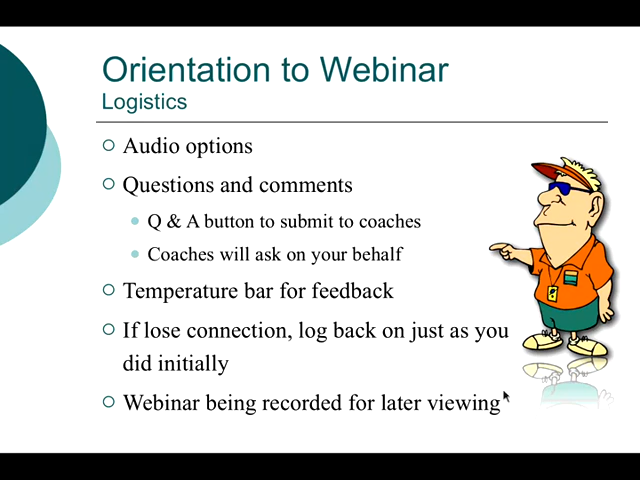 Orientation to Webinar
Logistics
Audio options
Questions and comments
Q & A button to submit to coaches
Coaches will ask on your behalf
Temperature bar for feedback
If lose connection, log back on just as you
did initially
Webinar being recorded for later viewing